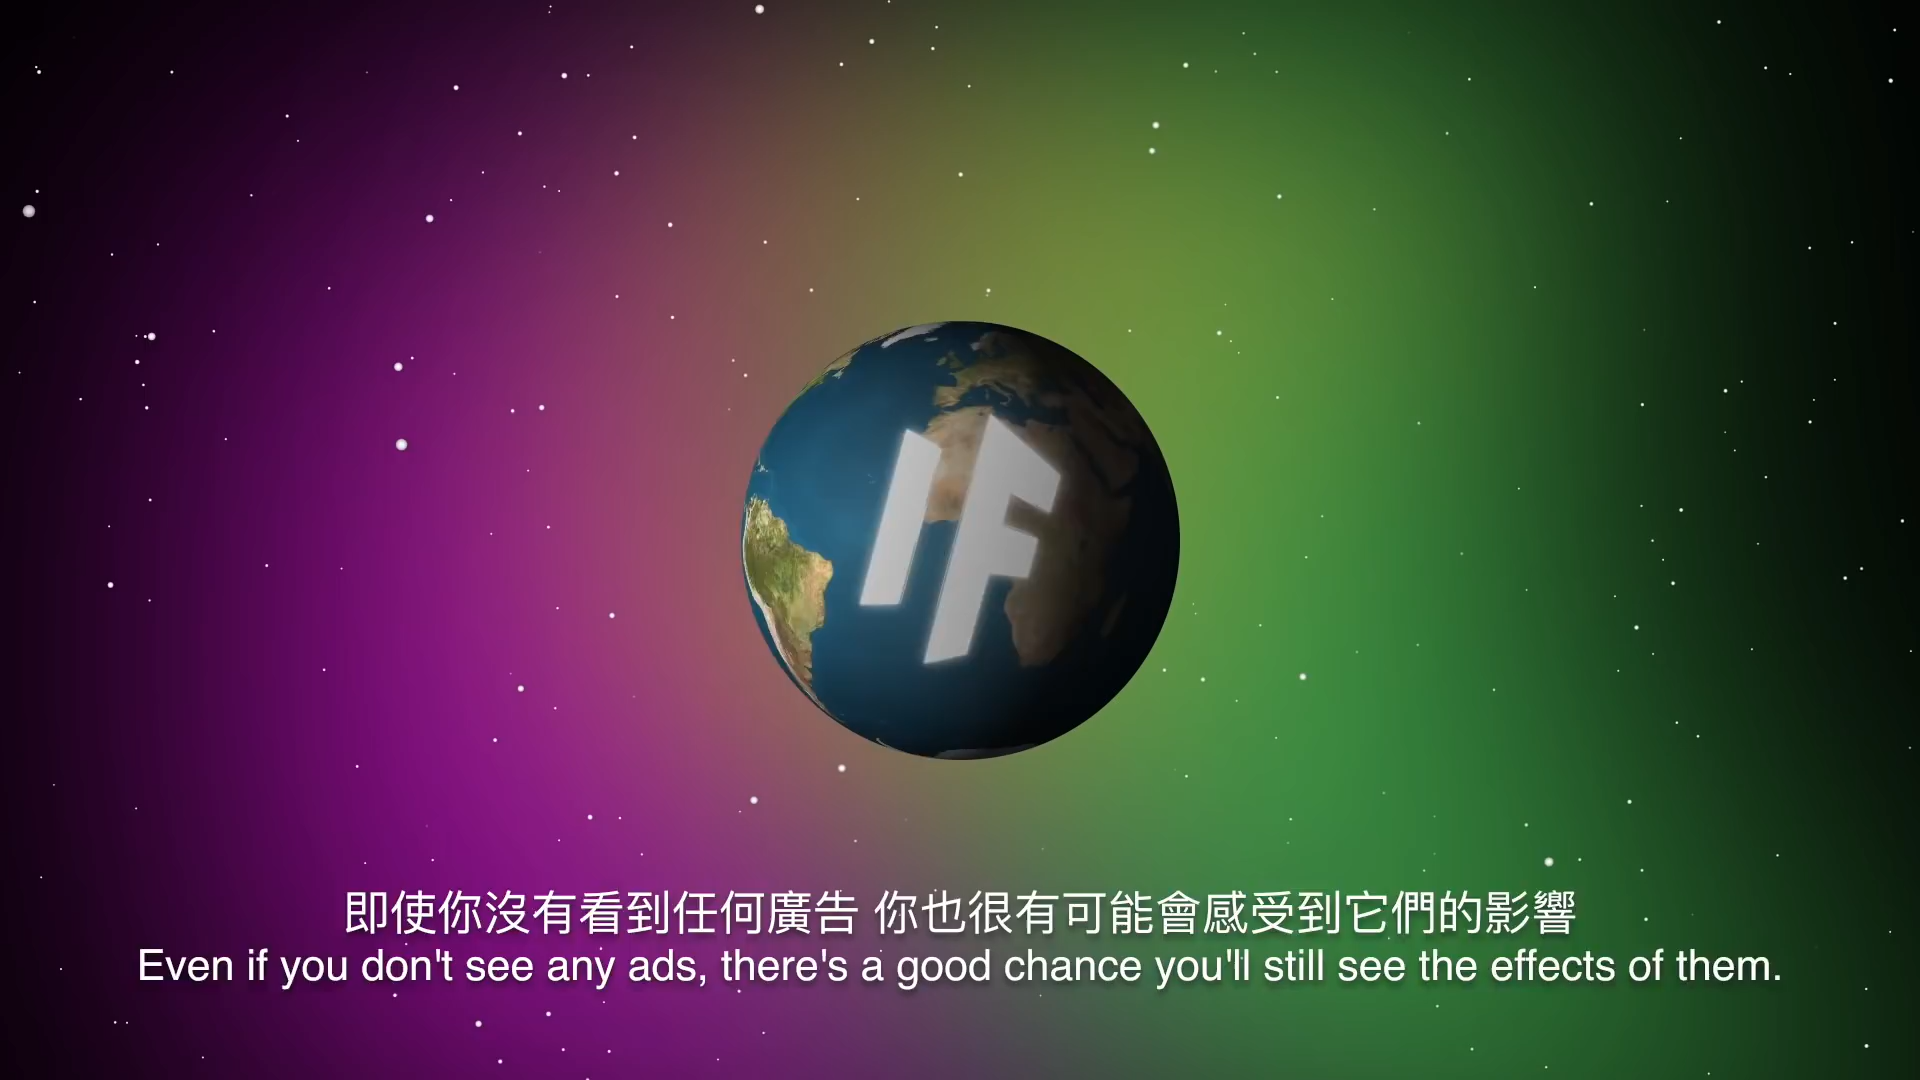 IF
即使你沒有看到任何廣告 你也很有可能會感受到它們的影響
Even if you don't see any ads, there's a good chance you'll still see the effects of them.